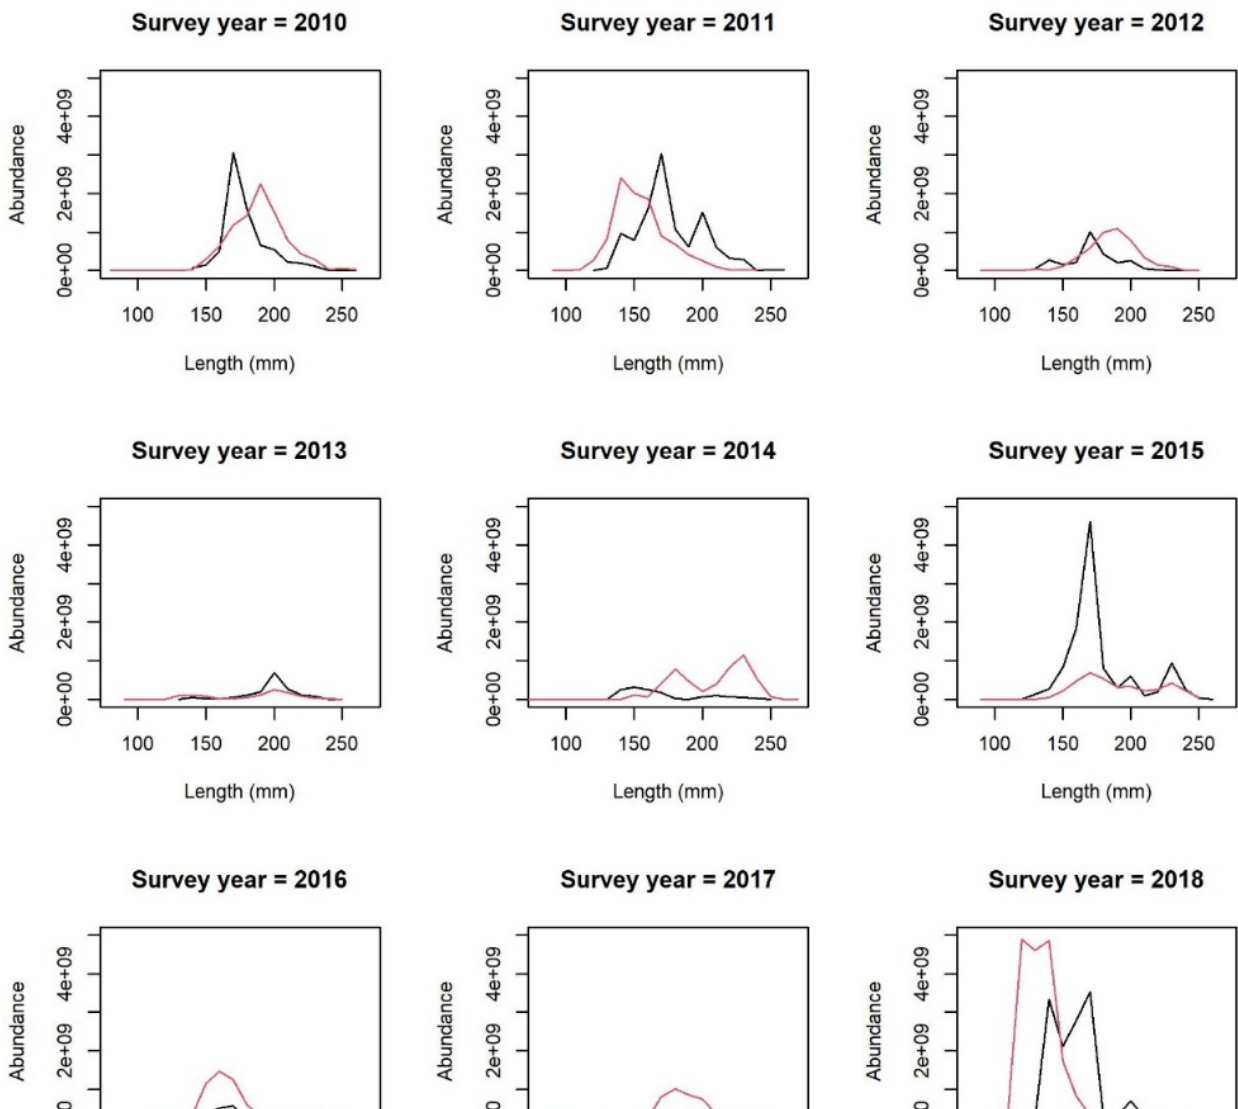 Survey year = 2010
Survey year = 2011
Survey year = 2012
Abundance
0e+00 2e+09 4e+09
100 150 200 250
Length (mm)
Abundance
0e+00 2e+09 4e+09
100 150 200 250
Length (mm)
Abundance
0e+00 2e+09 4e+09
100 150 200 250
Length (mm)
Survey year = 2013
Survey year = 2014
Survey year = 2015
Abundance
0e+00 2e+09 4e+09
100 150 200 250
Length (mm)
Abundance
0e+00 2e+09 4e+09
100 150 200 250
Length (mm)
Abundance
0e+00 2e+09 4e+09
100 150 200 250
Length (mm)
Survey year = 2016
Survey year = 2017
Survey year = 2018
Abundance
2e+09 4e+09
Abundance
2e+09 4e+09
Abundance
2e+09 4e+09